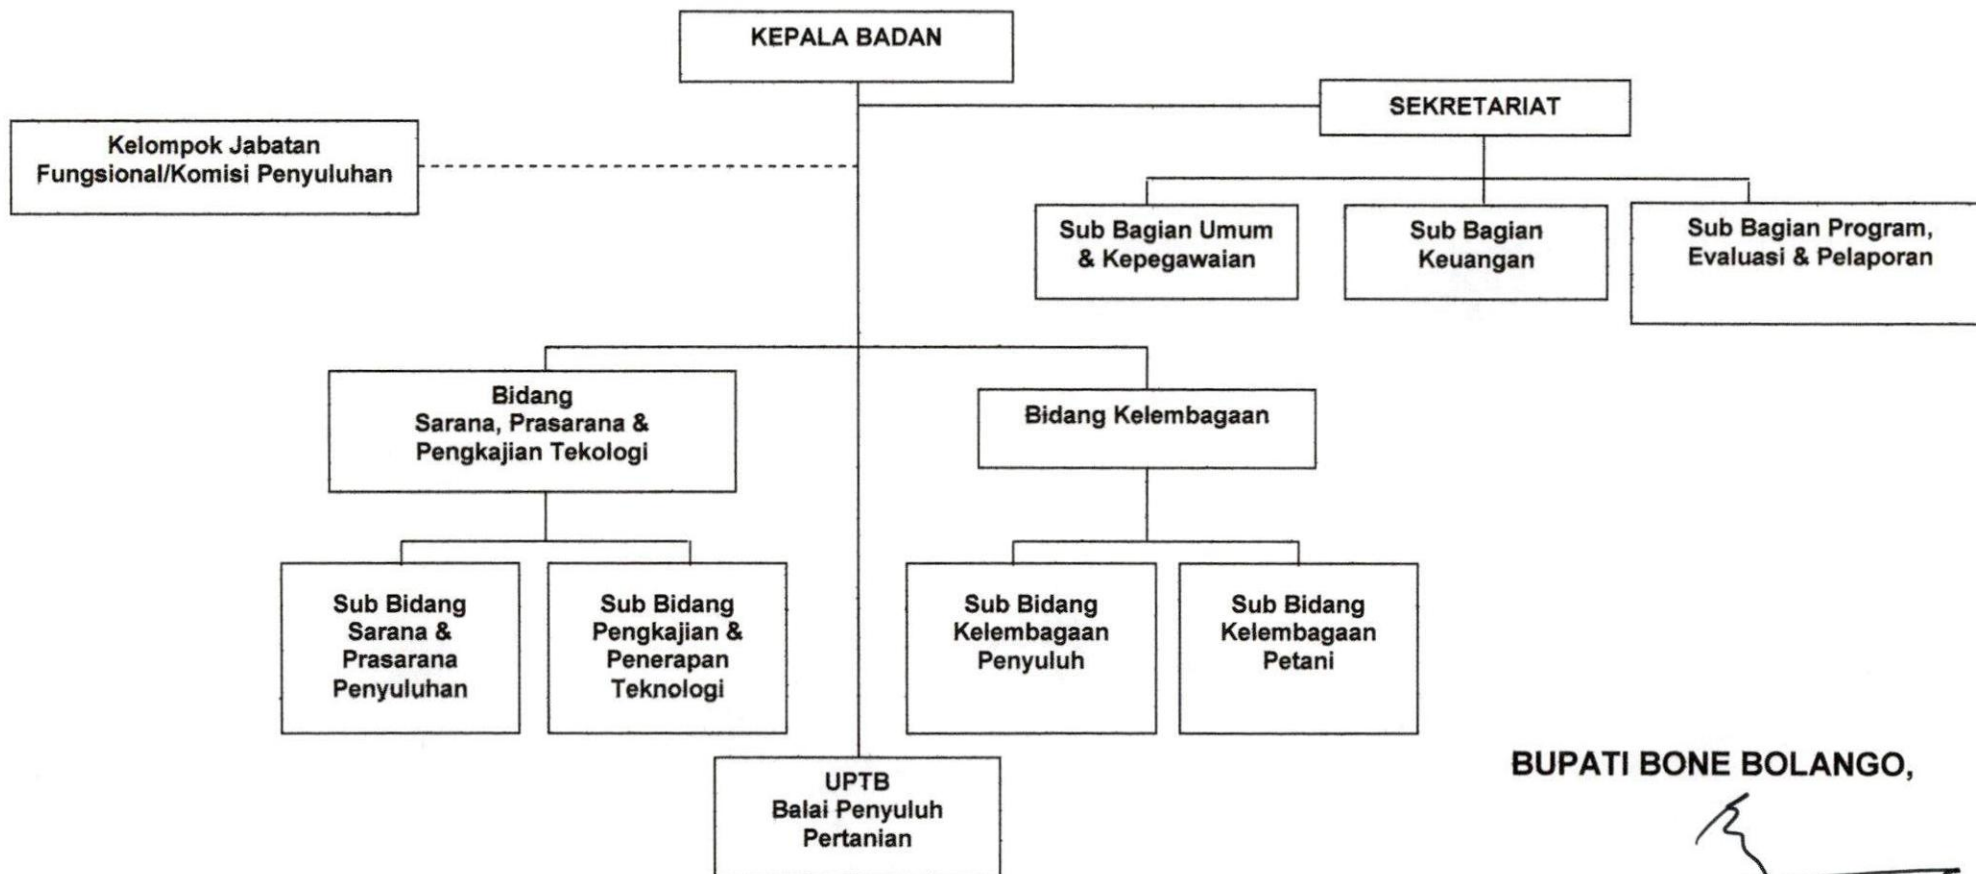 KEPALA BADAN
SEKRETARIAT
Kelompok Jabatan
Fungsional/Komisi Penyuluhan
Sub Bagian Umum
& Kepegawaian
Sub Bagian
Keuangan
Sub Bagian Program,
Evaluasi & Pelaporan
Bidang
Sarana, Prasarana &
Pengkajian Tekologi
Bidang Kelembagaan
Sub Bidang
Sarana &
Prasarana
Penyuluhan
Sub Bidang
Pengkajian &
Penerapan
Teknologi
Sub Bidang
Kelembagaan
Penyuluh
Sub Bidang
Kelembagaan
Petani
UPTB
Balai Penyuluh
Pertanian
BUPATI BONE BOLANGO,